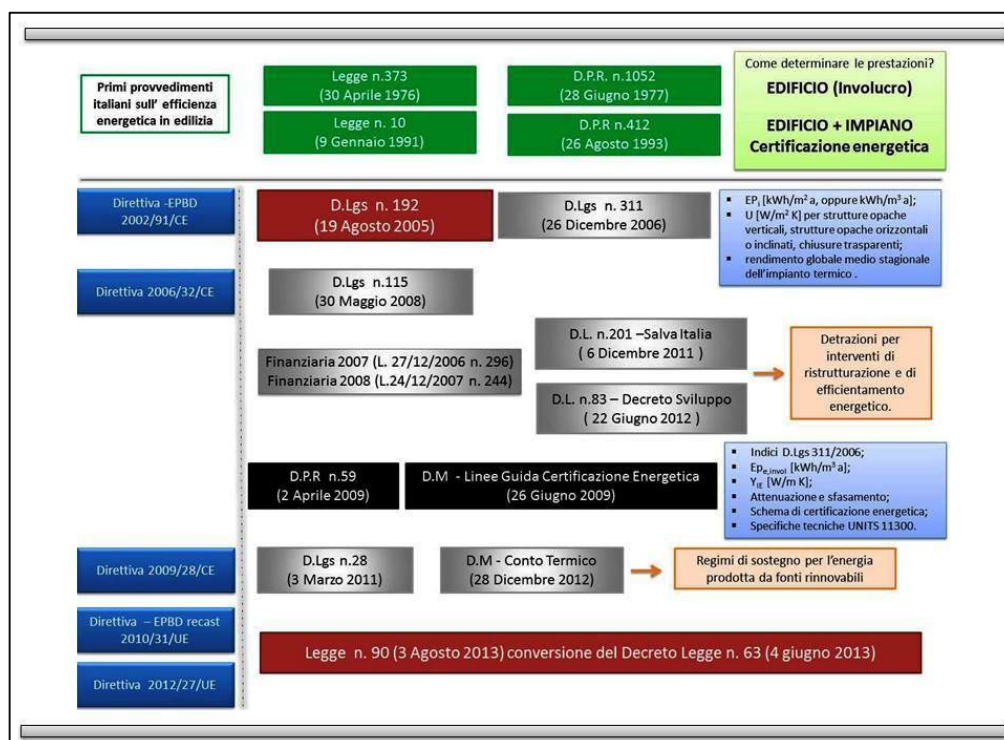 Primi provvedimenti
italiani sull' efficienza
energetica in edilizia
Legge n.373
(30 Aprile 1976)
D.P.R. n.1052
(28 Giugno 1977)
Legge n. 10
(9 Gennaio 1991)
D.P.R n.412
(26 Agosto 1993)
Come determinare le prestazioni?
EDIFICIO (Involucro)
EDIFICIO + IMPIANO
Certificazione energetica
Direttiva -EPBD
2002/91/CE
D.Lgs n. 192
(19 Agosto 2005)
D.Lgs n. 311
(26 Dicembre 2006)
▪ EPi [kWh/m² a, oppure kWh/m³ a];
▪ U [W/m² K] per strutture opache
verticali, strutture opache orizzontali
o inclinati, chiusure trasparenti;
▪ rendimento globale medio stagionale
dell'impianto termico .
Direttiva 2006/32/CE
D.Lgs n.115
(30 Maggio 2008)
Finanziaria 2007 (L. 27/12/2006 n. 296)
Finanziaria 2008 (L.24/12/2007 n. 244)
D.L. n.201 –Salva Italia
( 6 Dicembre 2011 )
D.L. n.83 – Decreto Sviluppo
( 22 Giugno 2012 )
Detrazioni per
interventi di
ristrutturazione e di
efficientamento
energetico.
D.P.R n.59
(2 Aprile 2009)
D.M - Linee Guida Certificazione Energetica
(26 Giugno 2009)
▪ Indici D.Lgs 311/2006;
▪ Epe,invol [kWh/m³ a];
▪ YIE [W/m K];
▪ Attenuazione e sfasamento;
▪ Schema di certificazione energetica;
▪ Specifiche tecniche UNITS 11300.
Direttiva 2009/28/CE
D.Lgs n.28
(3 Marzo 2011)
D.M - Conto Termico
(28 Dicembre 2012)
Regimi di sostegno per l'energia
prodotta da fonti rinnovabili
Direttiva – EPBD recast
2010/31/UE
Legge n. 90 (3 Agosto 2013) conversione del Decreto Legge n. 63 (4 giugno 2013)
Direttiva 2012/27/UE